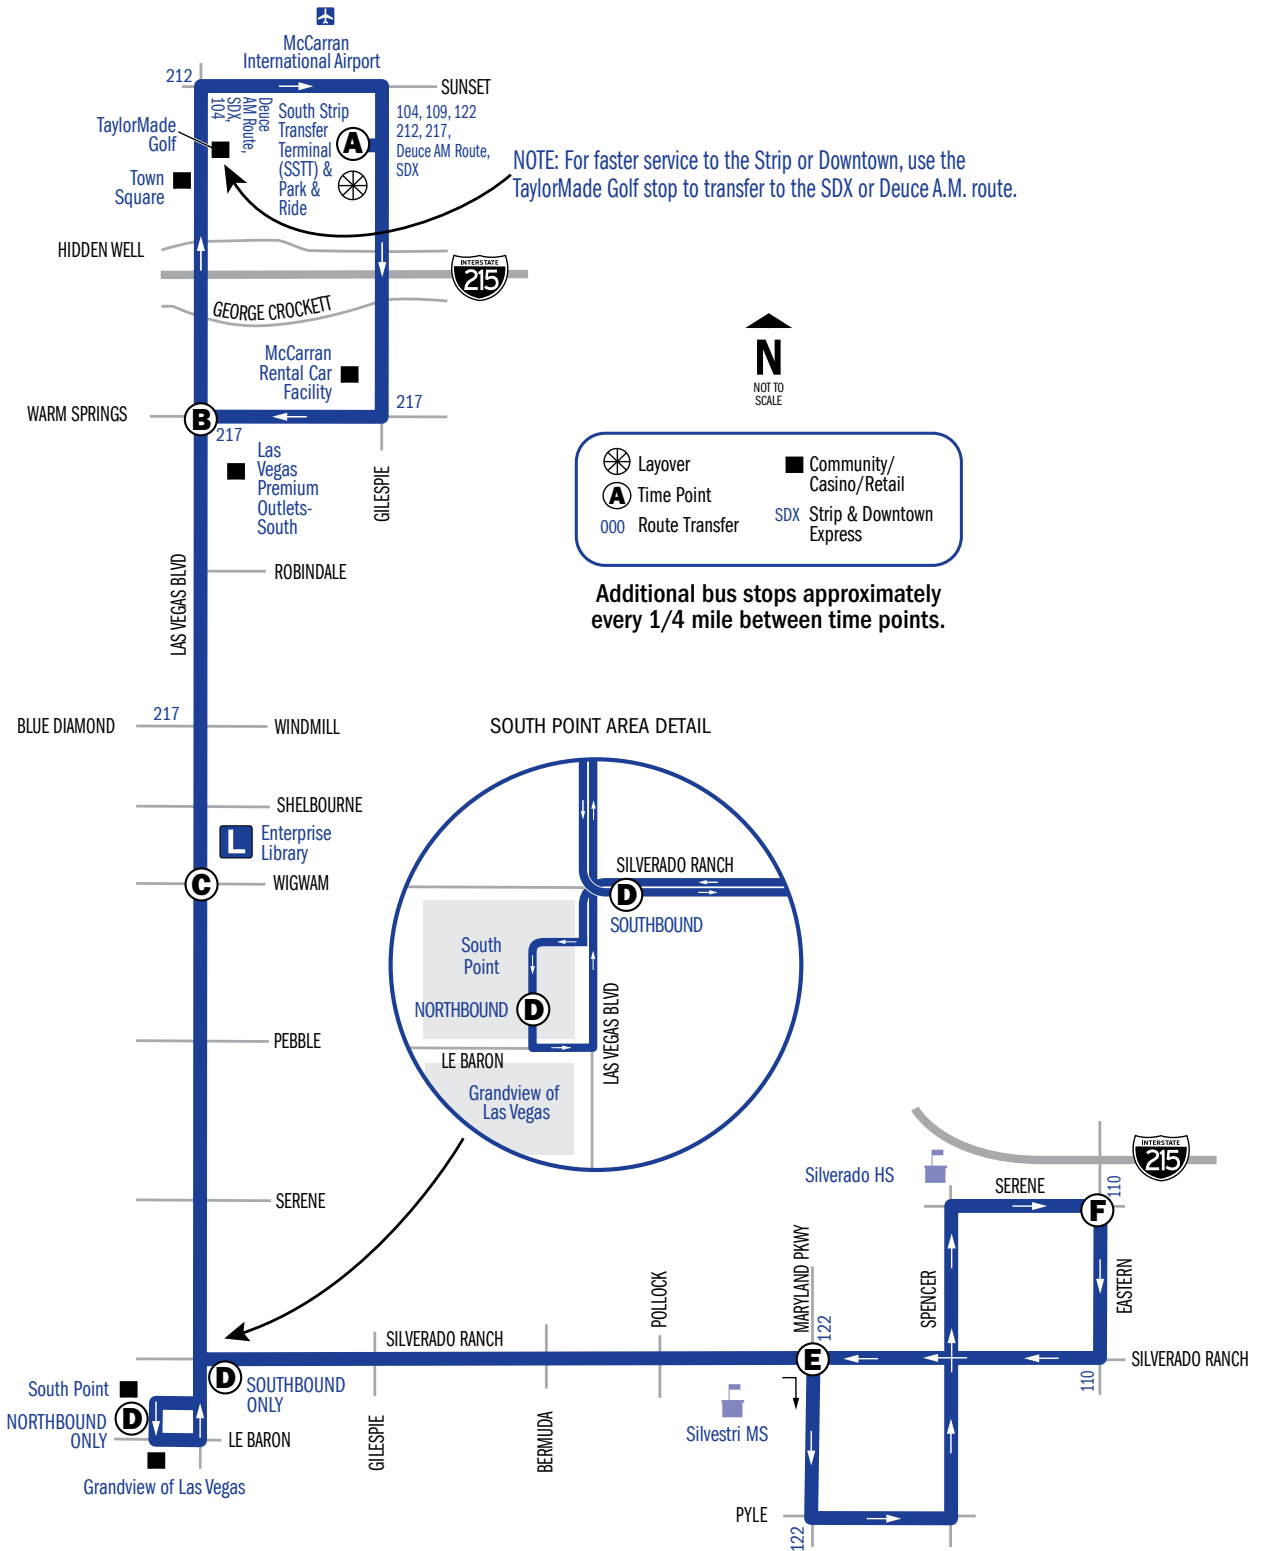 McCarran
International Airport
212
SUNSET
104,
SDX,
AM Route,
Deuce
South Strip
Transfer
Terminal
(SSTT) &
Park &
Ride
A
104, 109, 122
212, 217,
Deuce AM Route,
SDX
TaylorMade
Golf
Town
Square
NOTE: For faster service to the Strip or Downtown, use the
TaylorMade Golf stop to transfer to the SDX or Deuce A.M. route.
HIDDEN WELL
INTERSTATE
215
GEORGE CROCKETT
McCarran
Rental Car
Facility
N
NOT TO
SCALE
WARM SPRINGS
B
217
217
Las
Vegas
Premium
Outlets-
South
GILESPIE
Layover
A
Time Point
000
Route Transfer
Community/
Casino/Retail
SDX
Strip & Downtown
Express
LAS VEGAS BLVD
ROBINDALE
Additional bus stops approximately
every 1/4 mile between time points.
BLUE DIAMOND
217
WINDMILL
SOUTH POINT AREA DETAIL
SHELBOURNE
L
Enterprise
Library
C
WIGWAM
SILVERADO RANCH
D
SOUTHBOUND
South
Point
NORTHBOUND
D
LAS VEGAS BLVD
LE BARON
Grandview of
Las Vegas
PEBBLE
SERENE
INTERSTATE
215
Silverado HS
SERENE
110
F
MARYLAND PKWY
SPENCER
EASTERN
POLLOCK
122
SILVERADO RANCH
E
SILVERADO RANCH
110
D
SOUTHBOUND
ONLY
South Point
NORTHBOUND
ONLY
D
LE BARON
Grandview of Las Vegas
GILESPIE
BERMUDA
Silvestri MS
PYLE
122